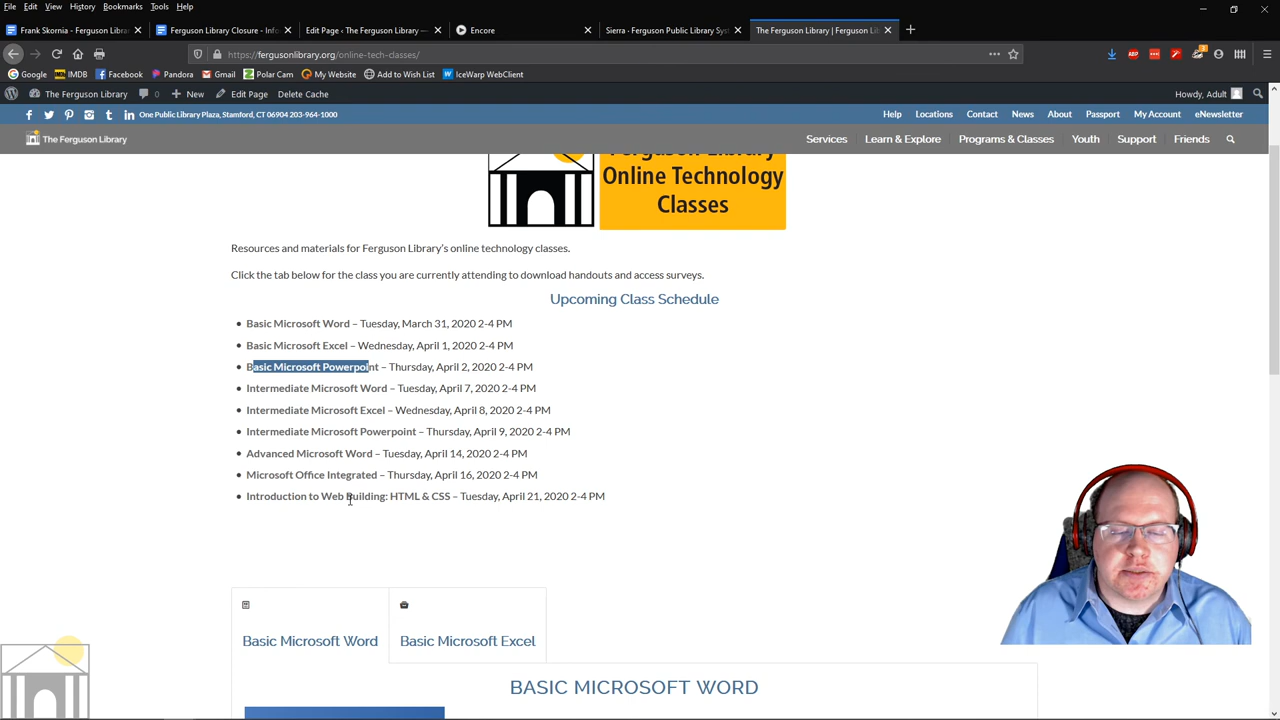 File Edit View History Bookmarks Tools Help
Frank Skornia - Ferguson Librar
Ferguson Library Closure - Info
Edit Page ‹ The Ferguson Library —
Encore
Sierra · Ferguson Public Library Syst
The Ferguson Library | Ferguson Lib
https://fergusonlibrary.org/online-tech-classes/
Google IMDB Facebook Pandora Gmail Polar Cam My Website Add to Wish List IceWarp WebClient
The Ferguson Library 0 New Edit Page Delete Cache Howdy, Adult
One Public Library Plaza, Stamford, CT 06904 203-964-1000 Help Locations Contact News About Passport My Account eNewsletter
The Ferguson Library Services Learn & Explore Programs & Classes Youth Support Friends
Ferguson Library
Online Technology
Classes
Resources and materials for Ferguson Library's online technology classes.
Click the tab below for the class you are currently attending to download handouts and access surveys.
Upcoming Class Schedule
• Basic Microsoft Word – Tuesday, March 31, 2020 2-4 PM
• Basic Microsoft Excel – Wednesday, April 1, 2020 2-4 PM
• Basic Microsoft Powerpoint – Thursday, April 2, 2020 2-4 PM
• Intermediate Microsoft Word – Tuesday, April 7, 2020 2-4 PM
• Intermediate Microsoft Excel – Wednesday, April 8, 2020 2-4 PM
• Intermediate Microsoft Powerpoint – Thursday, April 9, 2020 2-4 PM
• Advanced Microsoft Word – Tuesday, April 14, 2020 2-4 PM
• Microsoft Office Integrated – Thursday, April 16, 2020 2-4 PM
• Introduction to Web Building: HTML & CSS – Tuesday, April 21, 2020 2-4 PM
Basic Microsoft Word
Basic Microsoft Excel
BASIC MICROSOFT WORD